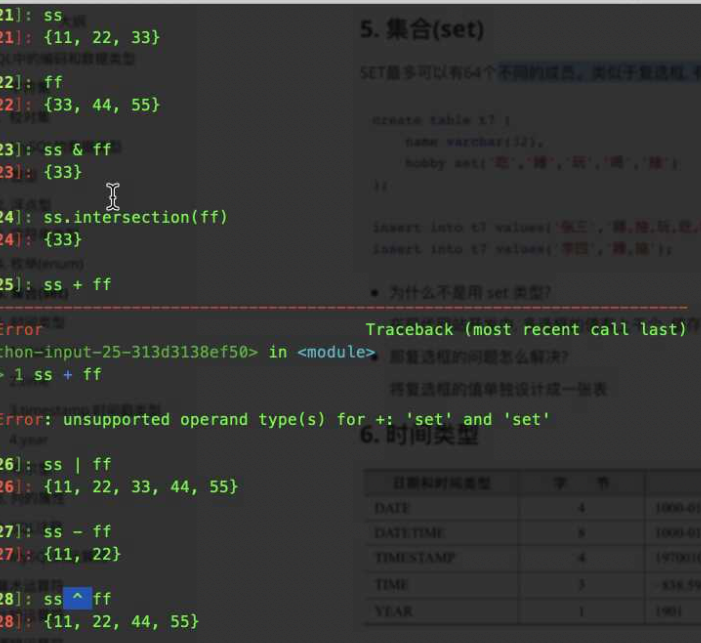 21]: ss
21]: {11, 22, 33}
22]: ff
22]: {33, 44, 55}
23]: ss & ff
23]: {33}
24]: ss.intersection(ff)
24]: {33}
25]: ss + ff
Error Traceback (most recent call last)
thon-input-25-313d3138ef50> in <module>
> 1 ss + ff
Error: unsupported operand type(s) for +: 'set' and 'set'
26]: ss | ff
26]: {11, 22, 33, 44, 55}
27]: ss - ff
27]: {11, 22}
28]: ss ^ ff
28]: {11, 22, 44, 55}
5. 集合(set)
SET最多可以有64个不同的成员，类似于复选框,
create table t7 (
name varchar(32),
hobby set('吃','睡','玩','喝','抽')
);
insert into t7 values('张三','睡,抽,玩,吃,
insert into t7 values('李四','睡,抽');
为什么不是用 set 类型?
那复选框的问题怎么解决?
将复选框的值单独设计成一张表
6. 时间类型
日期和时间类型 字 节
DATE 4 1000-01
DATETIME 8 1000-01
TIMESTAMP 4 1970010
TIME 3 -838:59
YEAR 1 1901